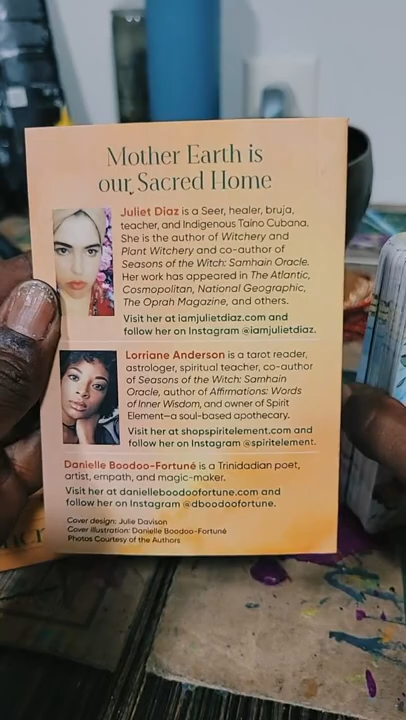 Mother Earth is
our Sacred Home
Juliet Diaz is a Seer, healer, bruja,
teacher, and Indigenous Taino Cubana.
She is the author of Witchery and
Plant Witchery and co-author of
Seasons of the Witch: Samhain Oracle.
Her work has appeared in The Atlantic,
Cosmopolitan, National Geographic,
The Oprah Magazine, and others.
Visit her at iamjulietdiaz.com and
follow her on Instagram @iamjulietdiaz.
Lorriane Anderson is a tarot reader,
astrologer, spiritual teacher, co-author
of Seasons of the Witch: Samhain
Oracle, author of Affirmations: Words
of Inner Wisdom, and owner of Spirit
Element—a soul-based apothecary.
Visit her at shopspiritelement.com and
follow her on Instagram @spiritelement.
Danielle Boodoo-Fortuné is a Trinidadian poet,
artist, empath, and magic-maker.
Visit her at danielleboodoofortune.com and
follow her on Instagram @dboodoofortune.
Cover design: Julie Davison
Cover Illustration: Danielle Boodoo-Fortuné
Photos Courtesy of the Authors